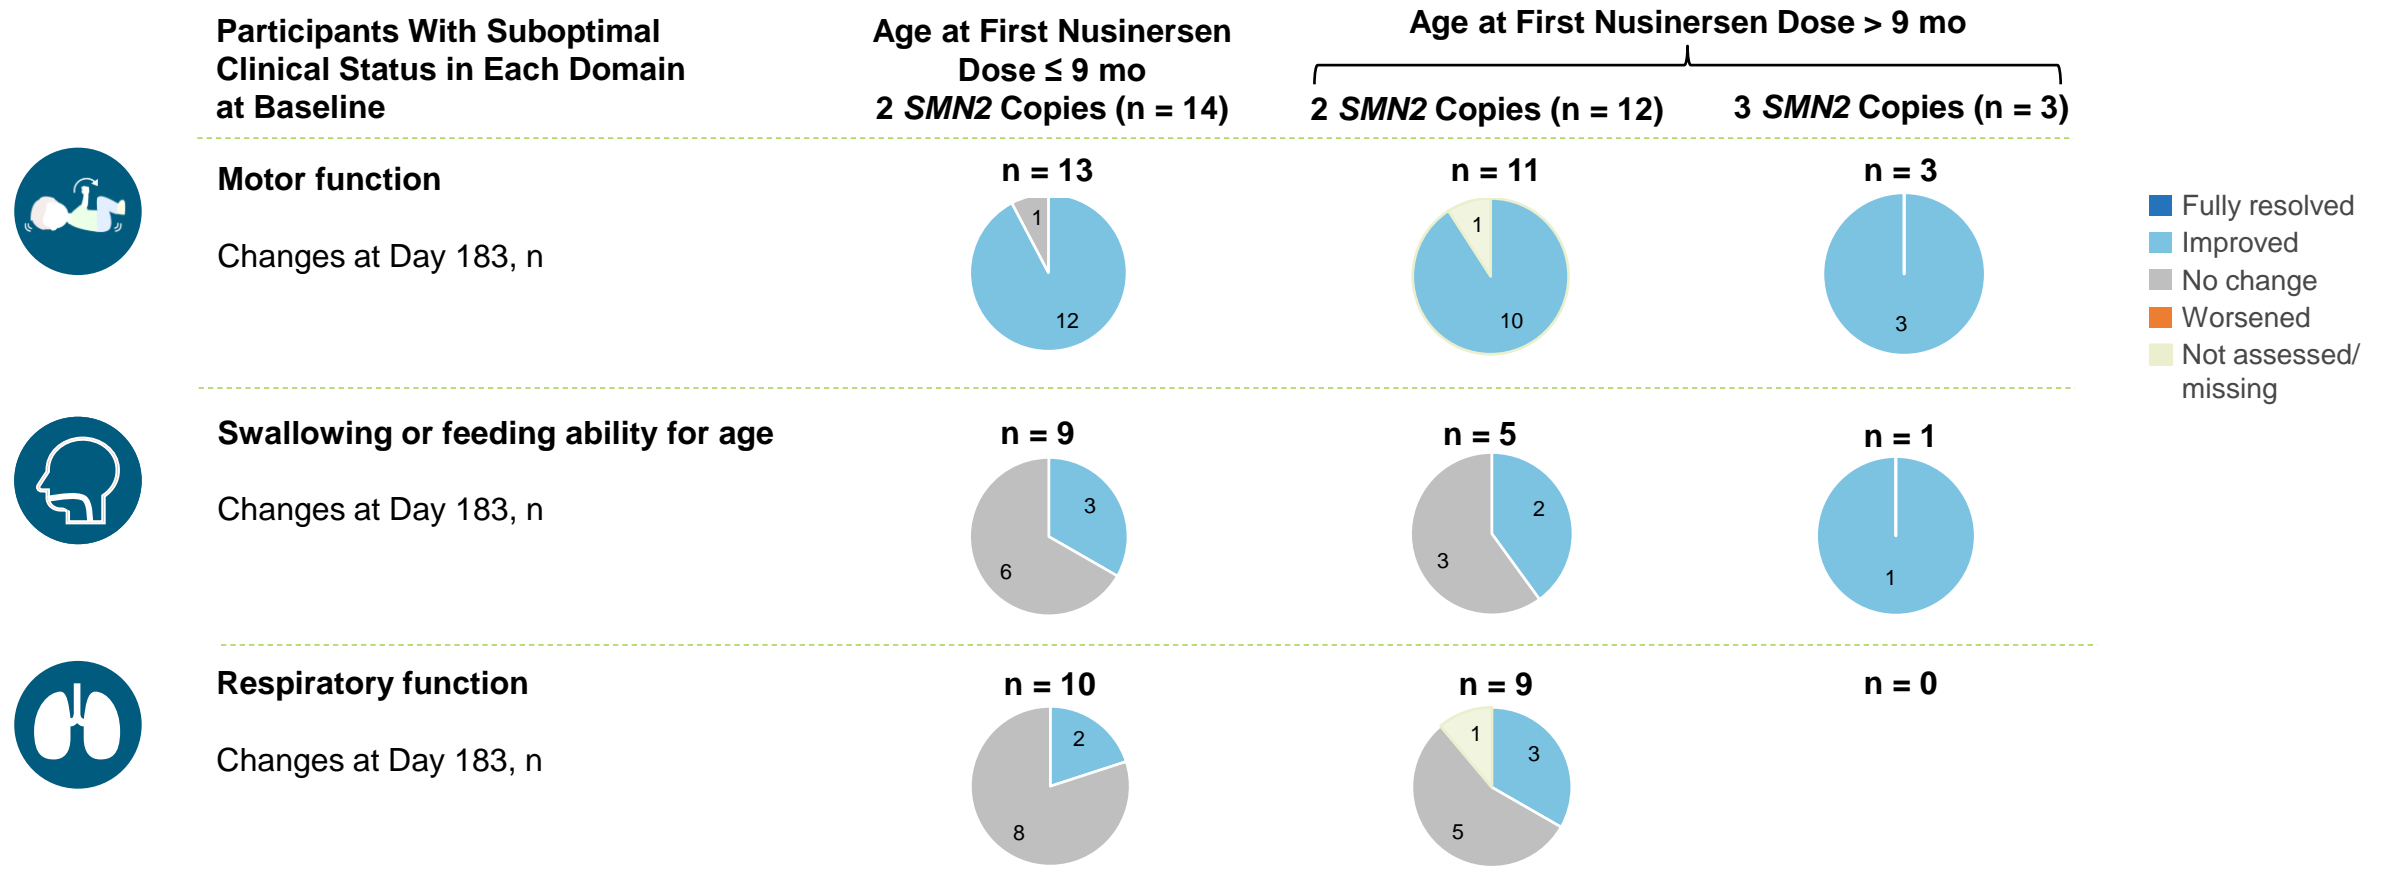 Participants With Suboptimal
Clinical Status in Each Domain
at Baseline
Age at First Nusinersen
Dose ≤ 9 mo
2 SMN2 Copies (n = 14)
Age at First Nusinersen Dose > 9 mo
2 SMN2 Copies (n = 12)
3 SMN2 Copies (n = 3)
Motor function
Changes at Day 183, n
n = 13
1
12
n = 11
1
10
n = 3
3
Fully resolved
Improved
No change
Worsened
Not assessed/
missing
Swallowing or feeding ability for age
Changes at Day 183, n
n = 9
3
6
n = 5
2
3
n = 1
1
Respiratory function
Changes at Day 183, n
n = 10
2
8
n = 9
1
3
5
n = 0